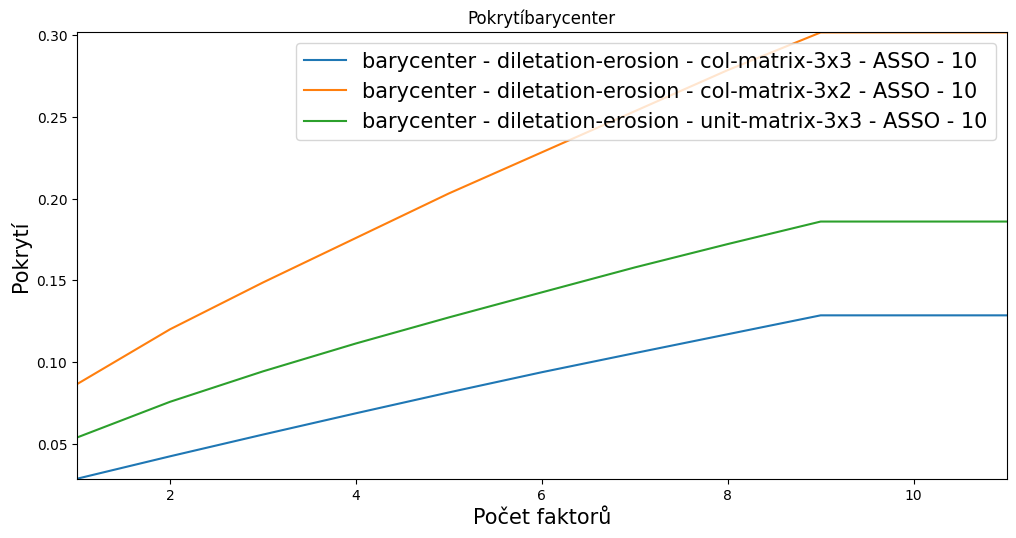 Pokrytíbarycenter
0.30
0.25
0.20
0.15
0.10
0.05
Pokrytí
barycenter - diletation-erosion - col-matrix-3x3 - ASSO - 10
barycenter - diletation-erosion - col-matrix-3x2 - ASSO - 10
barycenter - diletation-erosion - unit-matrix-3x3 - ASSO - 10
2 4 6 8 10
Počet faktorů